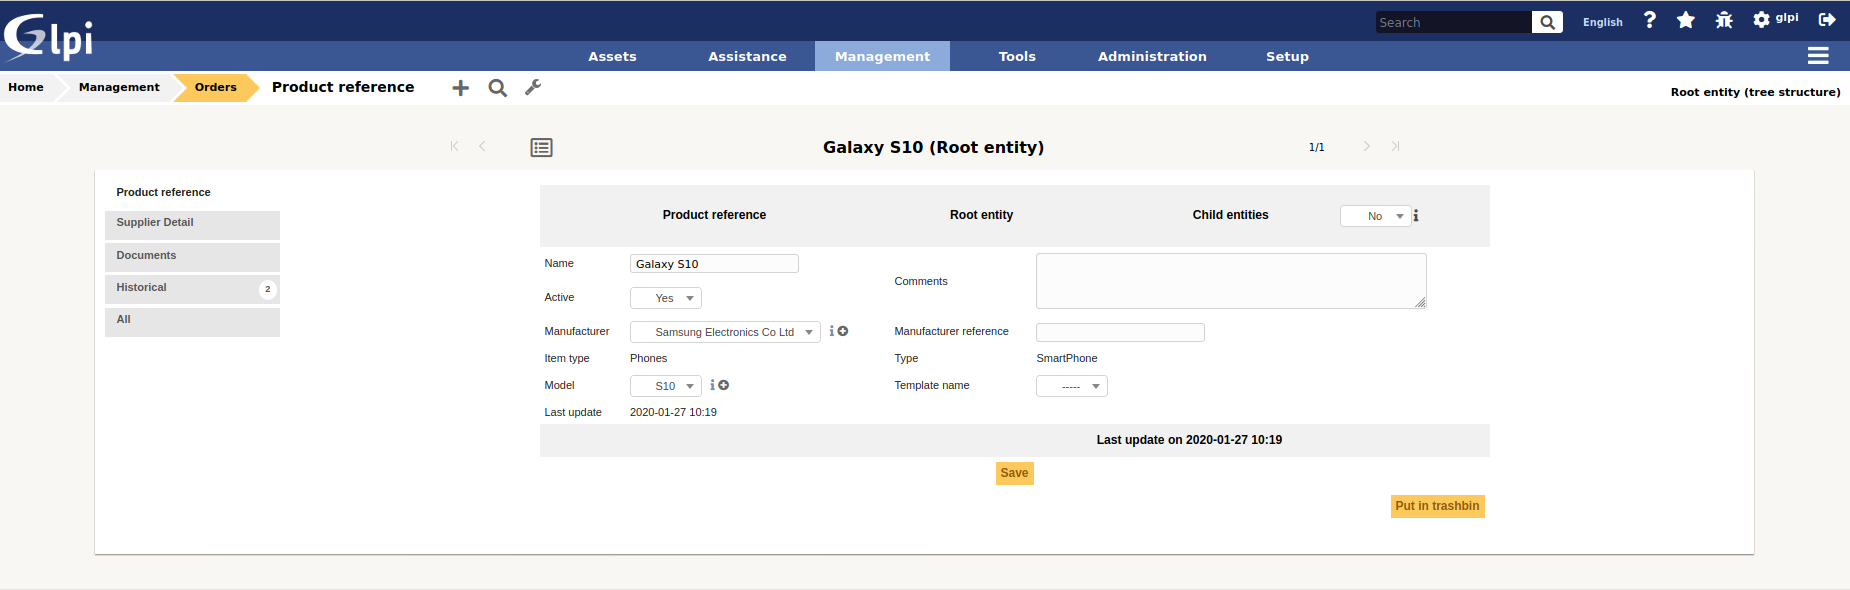 Glpi
Search
English
glpi
Assets Assistance Management Tools Administration Setup
Home Management Orders Product reference
Root entity (tree structure)
Galaxy S10 (Root entity)
1/1
Product reference
Supplier Detail
Documents
Historical 2
All
Product reference Root entity Child entities No
Name Galaxy S10
Comments
Active Yes
Manufacturer Samsung Electronics Co Ltd Manufacturer reference
Item type Phones Type SmartPhone
Model S10 Template name -----
Last update 2020-01-27 10:19
Last update on 2020-01-27 10:19
Save
Put in trashbin